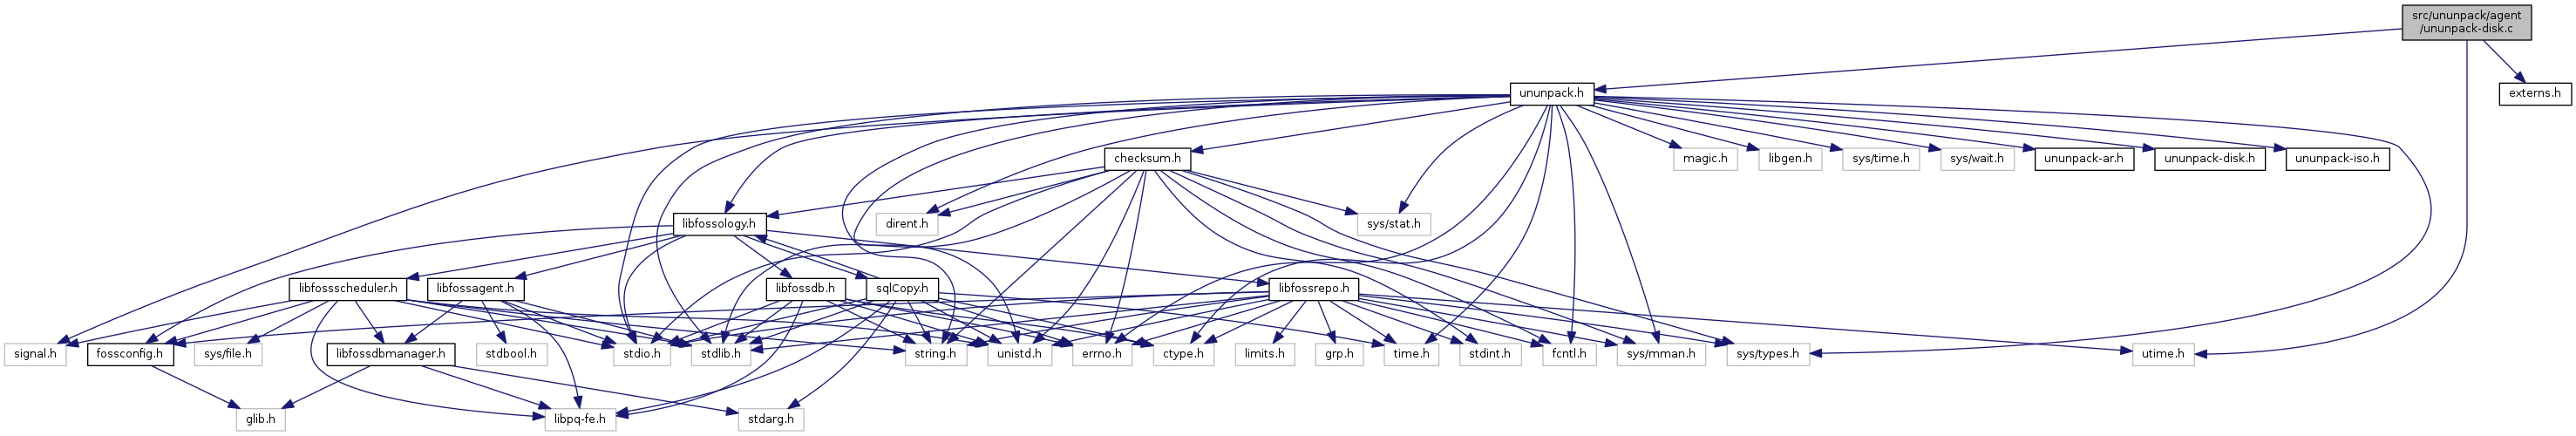 src/ununpack/agent
/ununpack-disk.c
ununpack.h
externs.h
checksum.h
magic.h
libgen.h
sys/time.h
sys/wait.h
ununpack-ar.h
ununpack-disk.h
ununpack-iso.h
libfossology.h
dirent.h
sys/stat.h
libfossscheduler.h
libfossagent.h
libfossdb.h
sqlCopy.h
libfossrepo.h
signal.h
fossconfig.h
sys/file.h
libfossdbmanager.h
stdbool.h
stdio.h
stdlib.h
string.h
unistd.h
errno.h
ctype.h
limits.h
grp.h
time.h
stdint.h
fcntl.h
sys/mman.h
sys/types.h
utime.h
glib.h
libpq-fe.h
stdarg.h